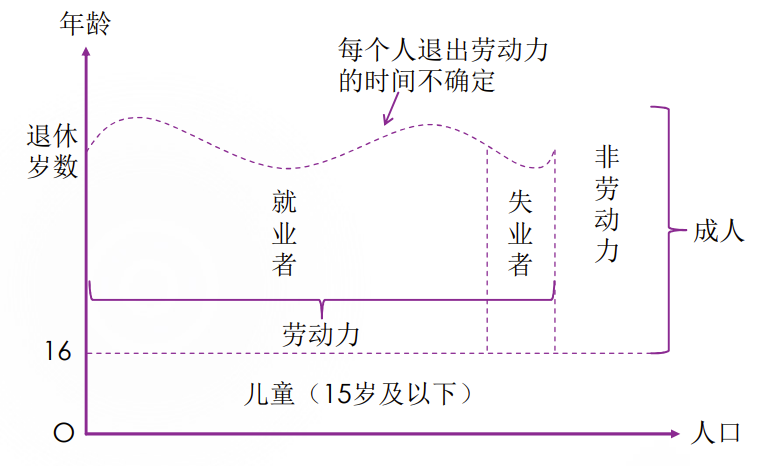 年龄
每个人退出劳动力
的时间不确定
退休
岁数
就业者
失业者
非劳动力
成人
劳动力
16
儿童（15岁及以下）
O
人口